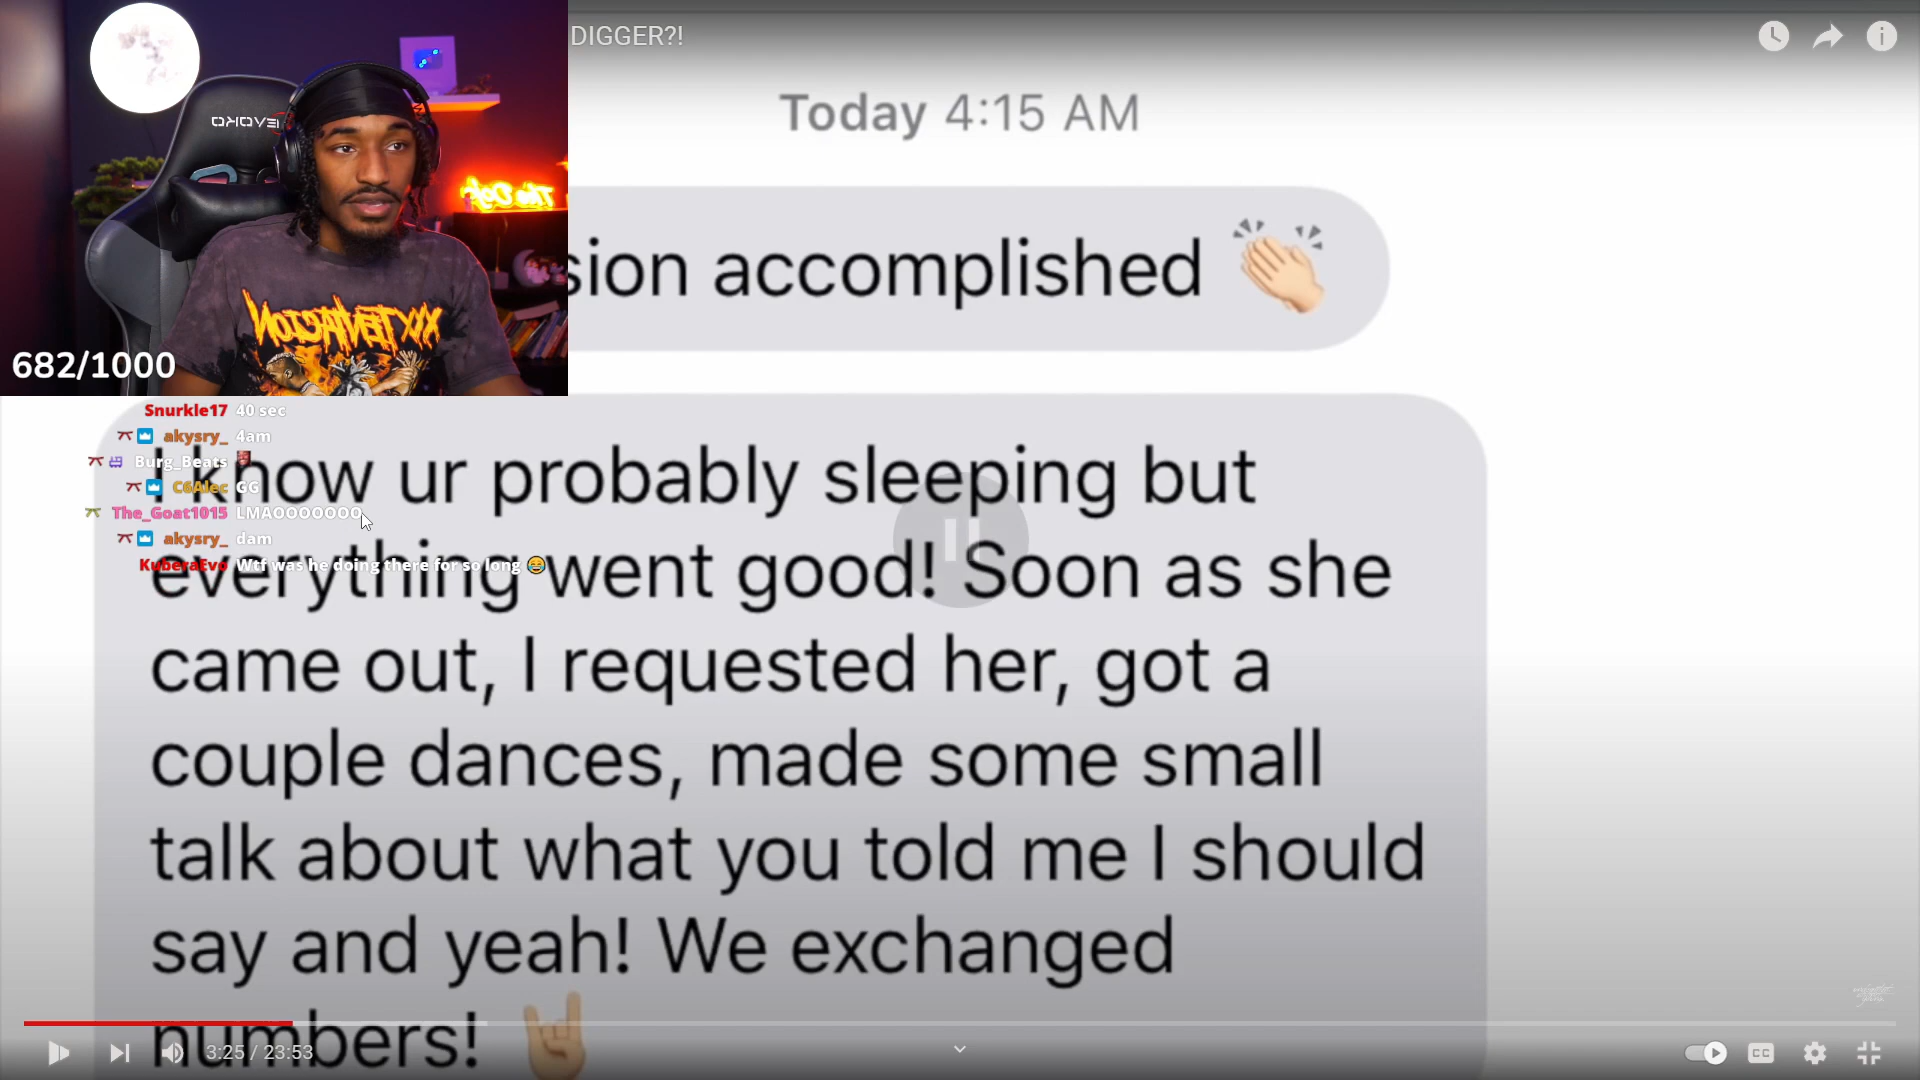 DIGGER?!
Today 4:15 AM
sion accomplished 👏🏻
682/1000
XXXTENTACION
Snurkle17 40 sec
akysry_ 4am
Burg_Beats
C6Alec GG
The_Goat1015 LMAOOOOOOO
akysry_ dam
KuberaEvo Wtf was he doing there for so long 😂
I know ur probably sleeping but
everything went good! Soon as she
came out, I requested her, got a
couple dances, made some small
talk about what you told me I should
say and yeah! We exchanged
numbers! 🤘🏼
3:25 / 23:53
CC